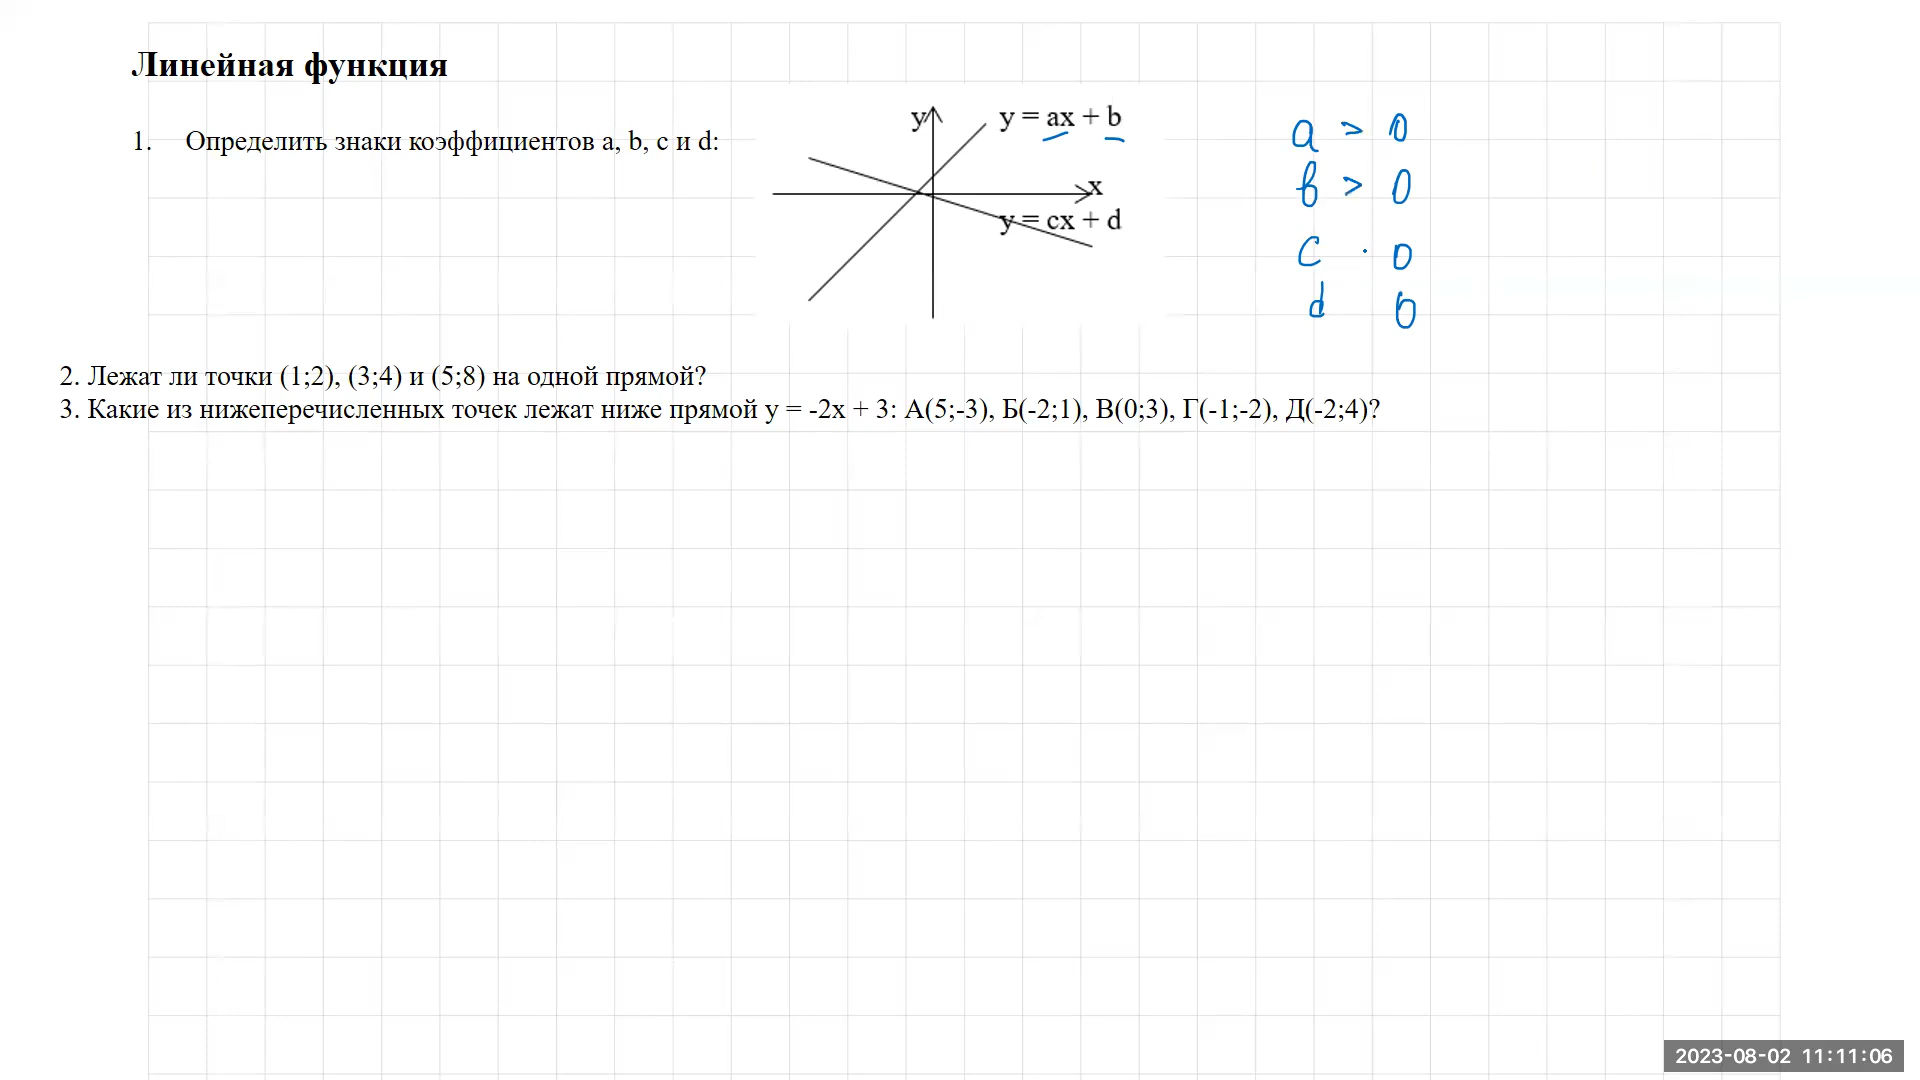 Линейная функция
1. Определить знаки коэффициентов a, b, c и d:
y
y = ax + b
x
y = cx + d
a > 0
b > 0
c · 0
d 0
2. Лежат ли точки (1;2), (3;4) и (5;8) на одной прямой?
3. Какие из нижеперечисленных точек лежат ниже прямой y = -2x + 3: А(5;-3), Б(-2;1), В(0;3), Г(-1;-2), Д(-2;4)?
2023-08-02 11:11:06